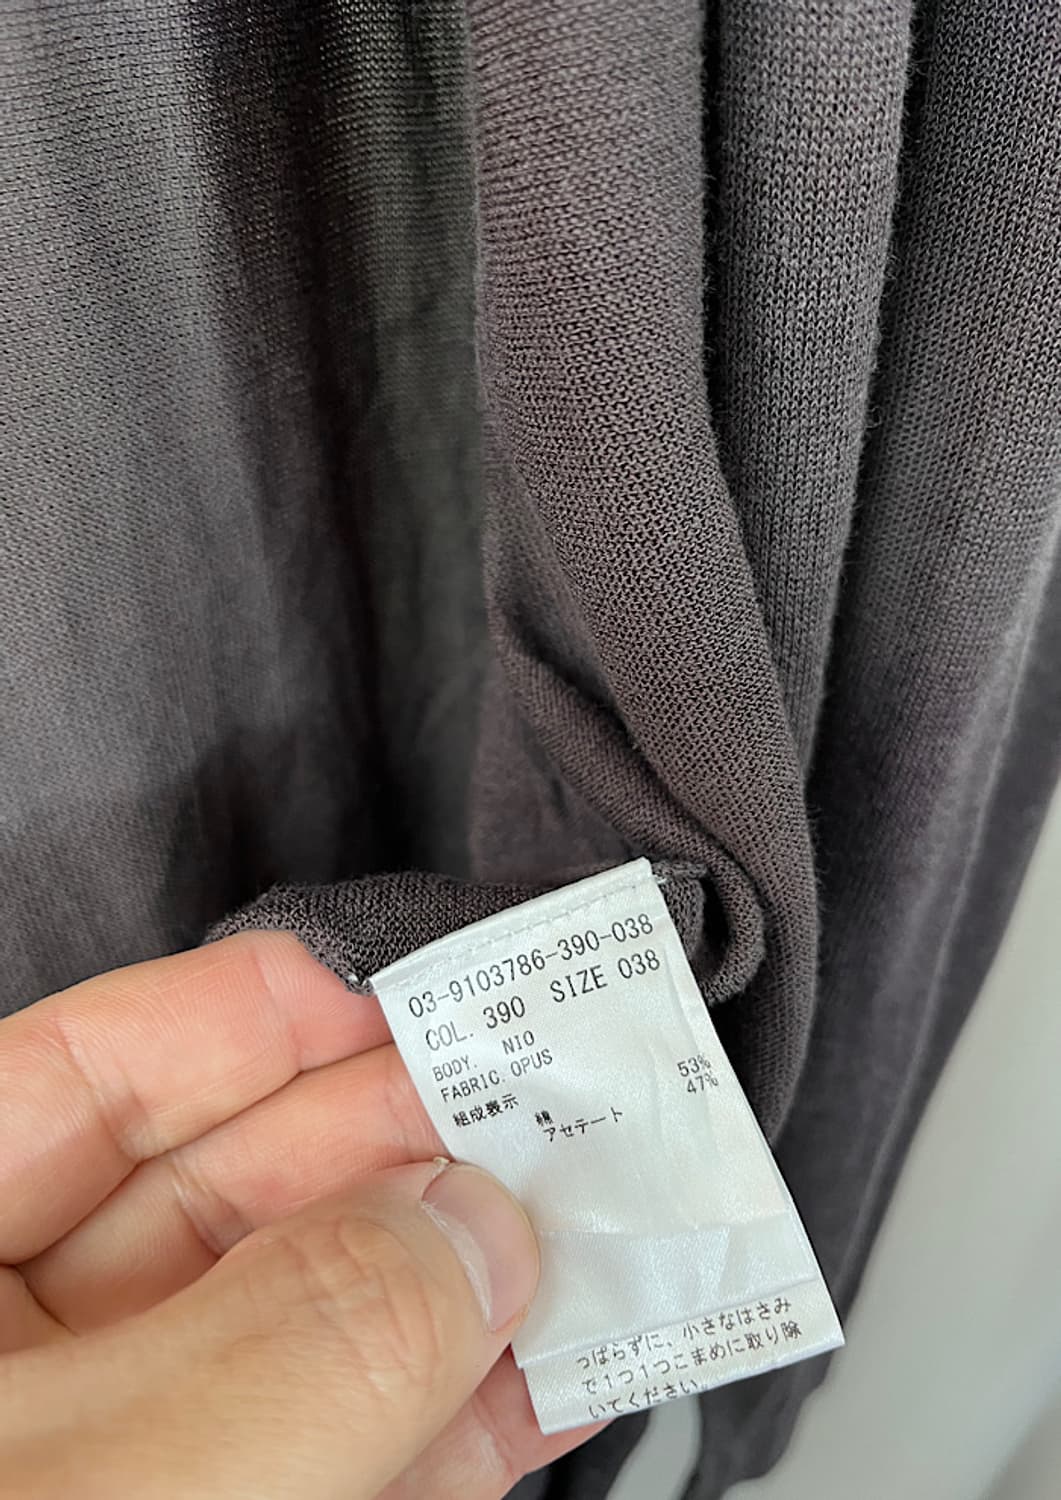 03-9103786-390-038
COL. 390 SIZE 038
BODY. NIO
FABRIC. OPUS
組成表示
綿 53%
アセテート 47%
っぱらずに、小さなはさみ
で1つ1つこまめに取り除
いてください。